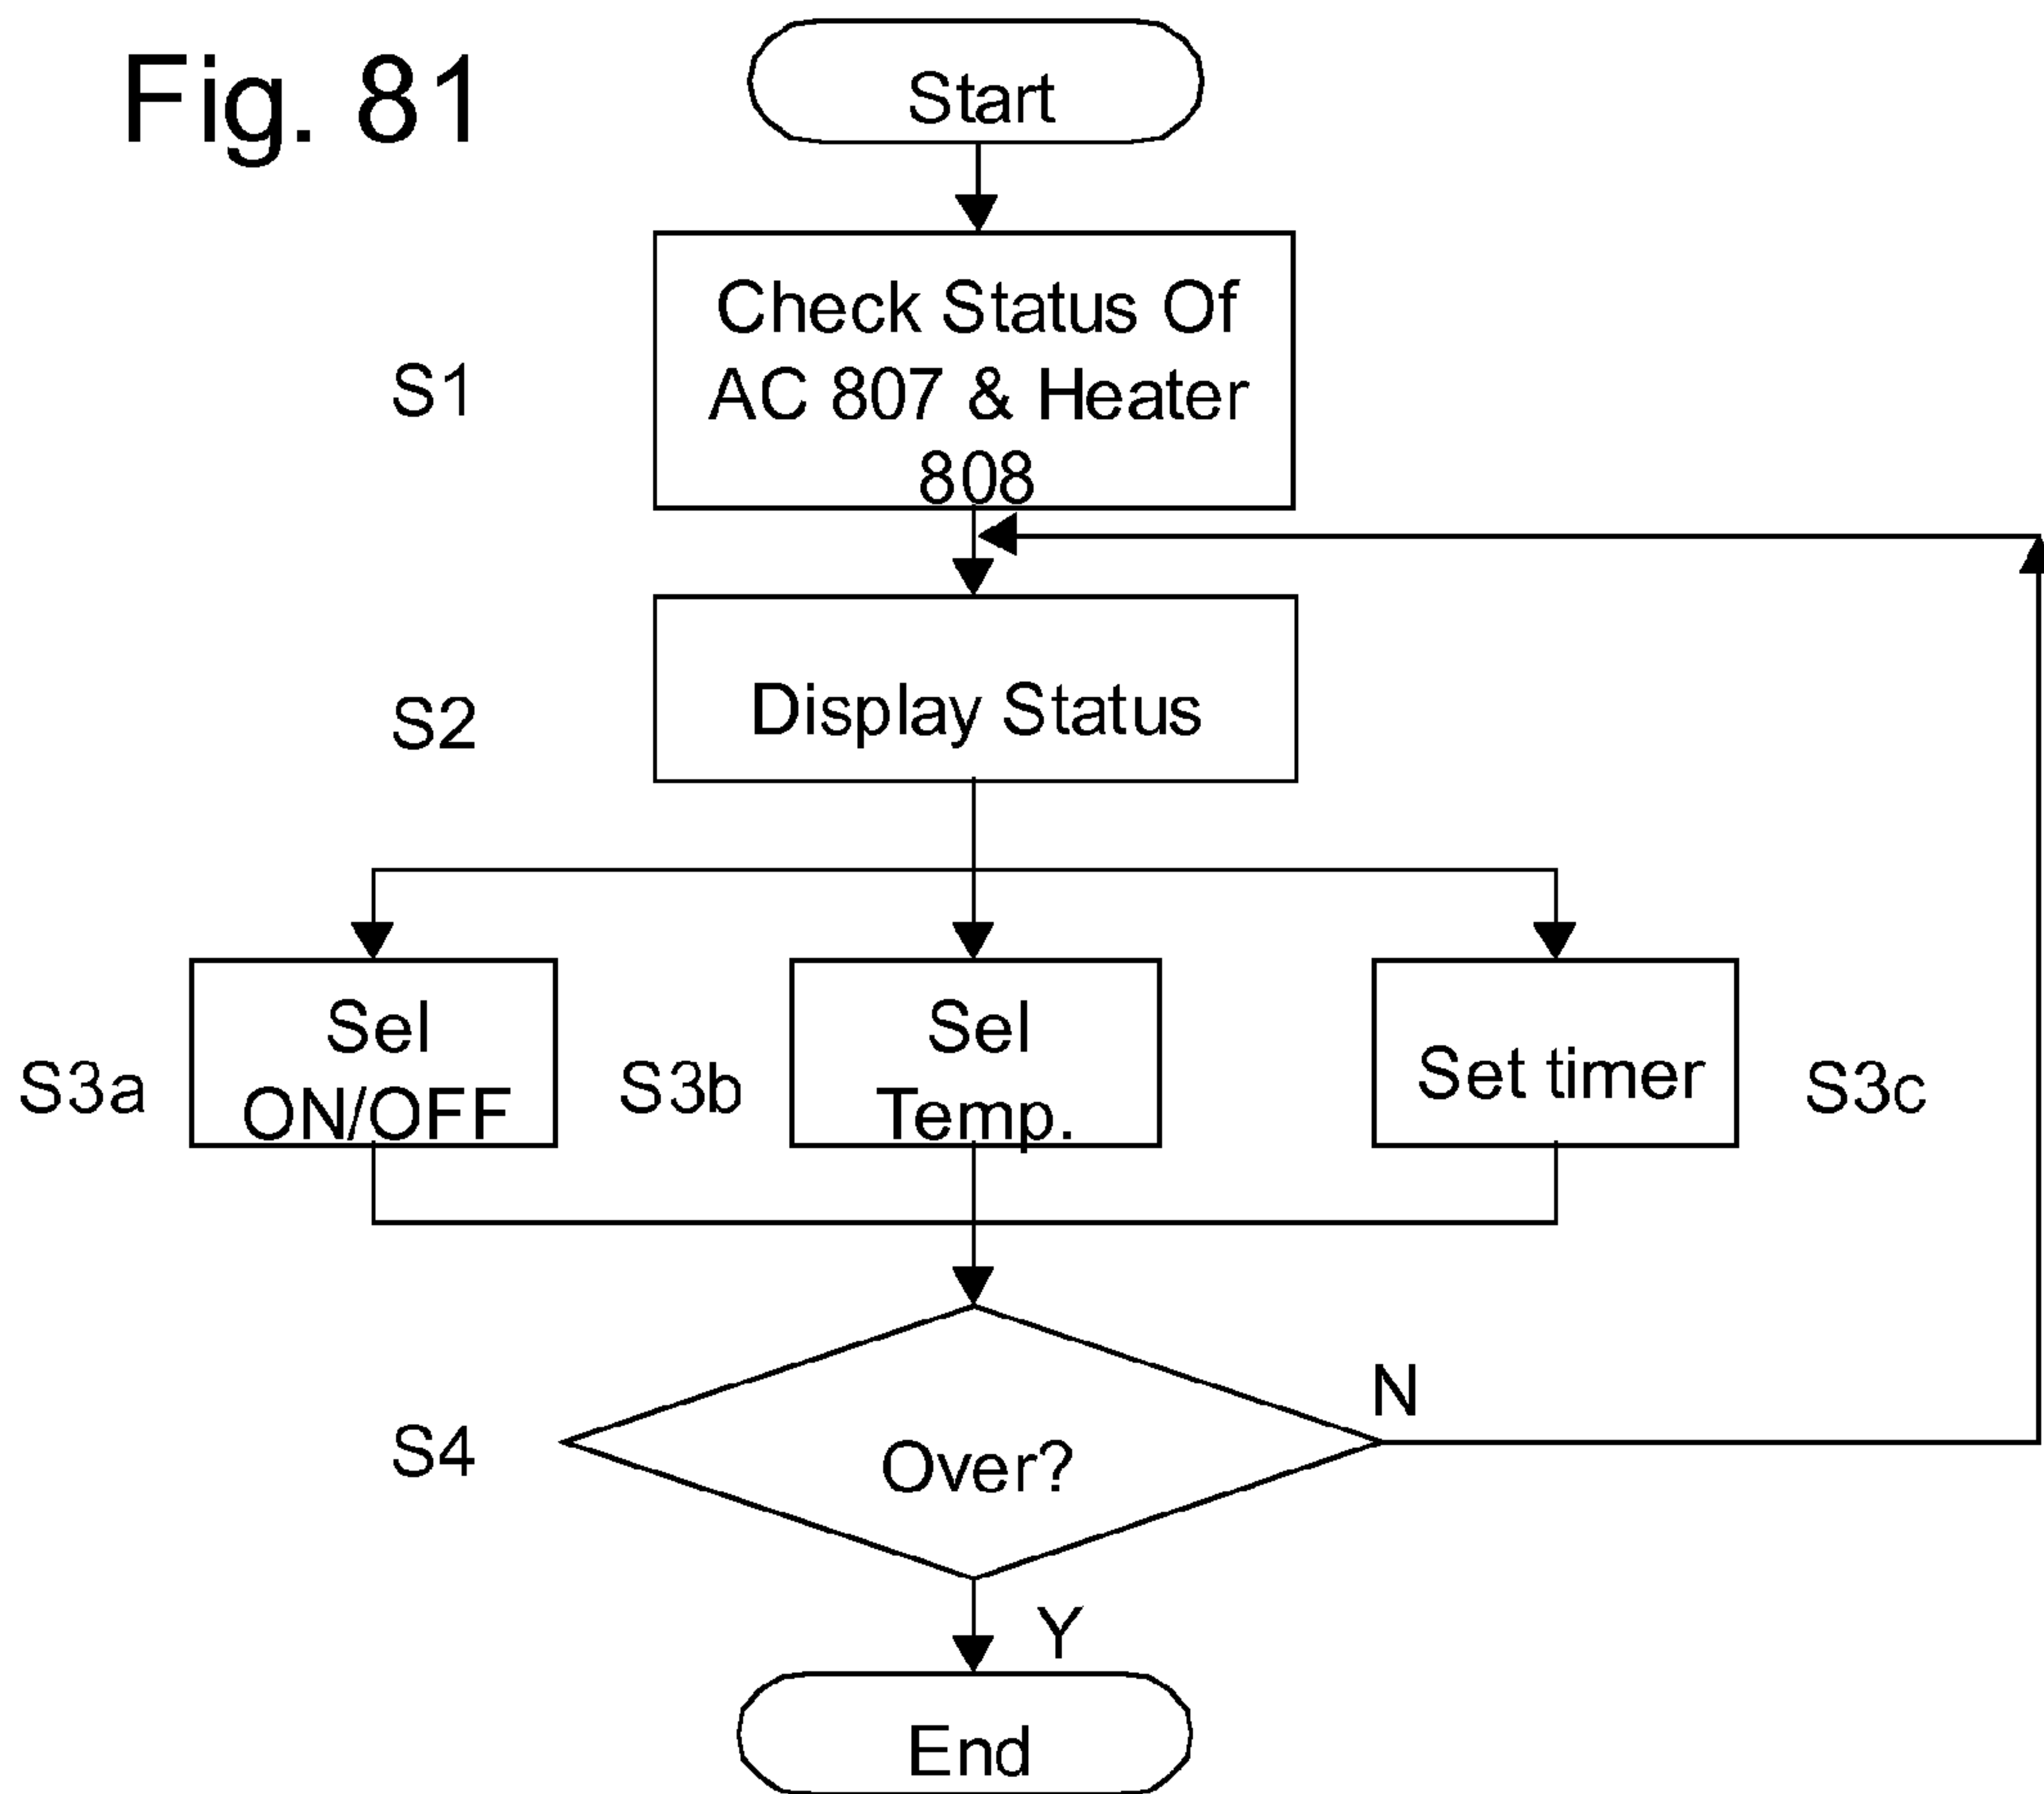 Fig. 81
Start
S1
Check Status Of
AC 807 & Heater
808
S2
Display Status
S3a
Sel
ON/OFF
S3b
Sel
Temp.
Set timer
S3c
S4
Over?
N
Y
End